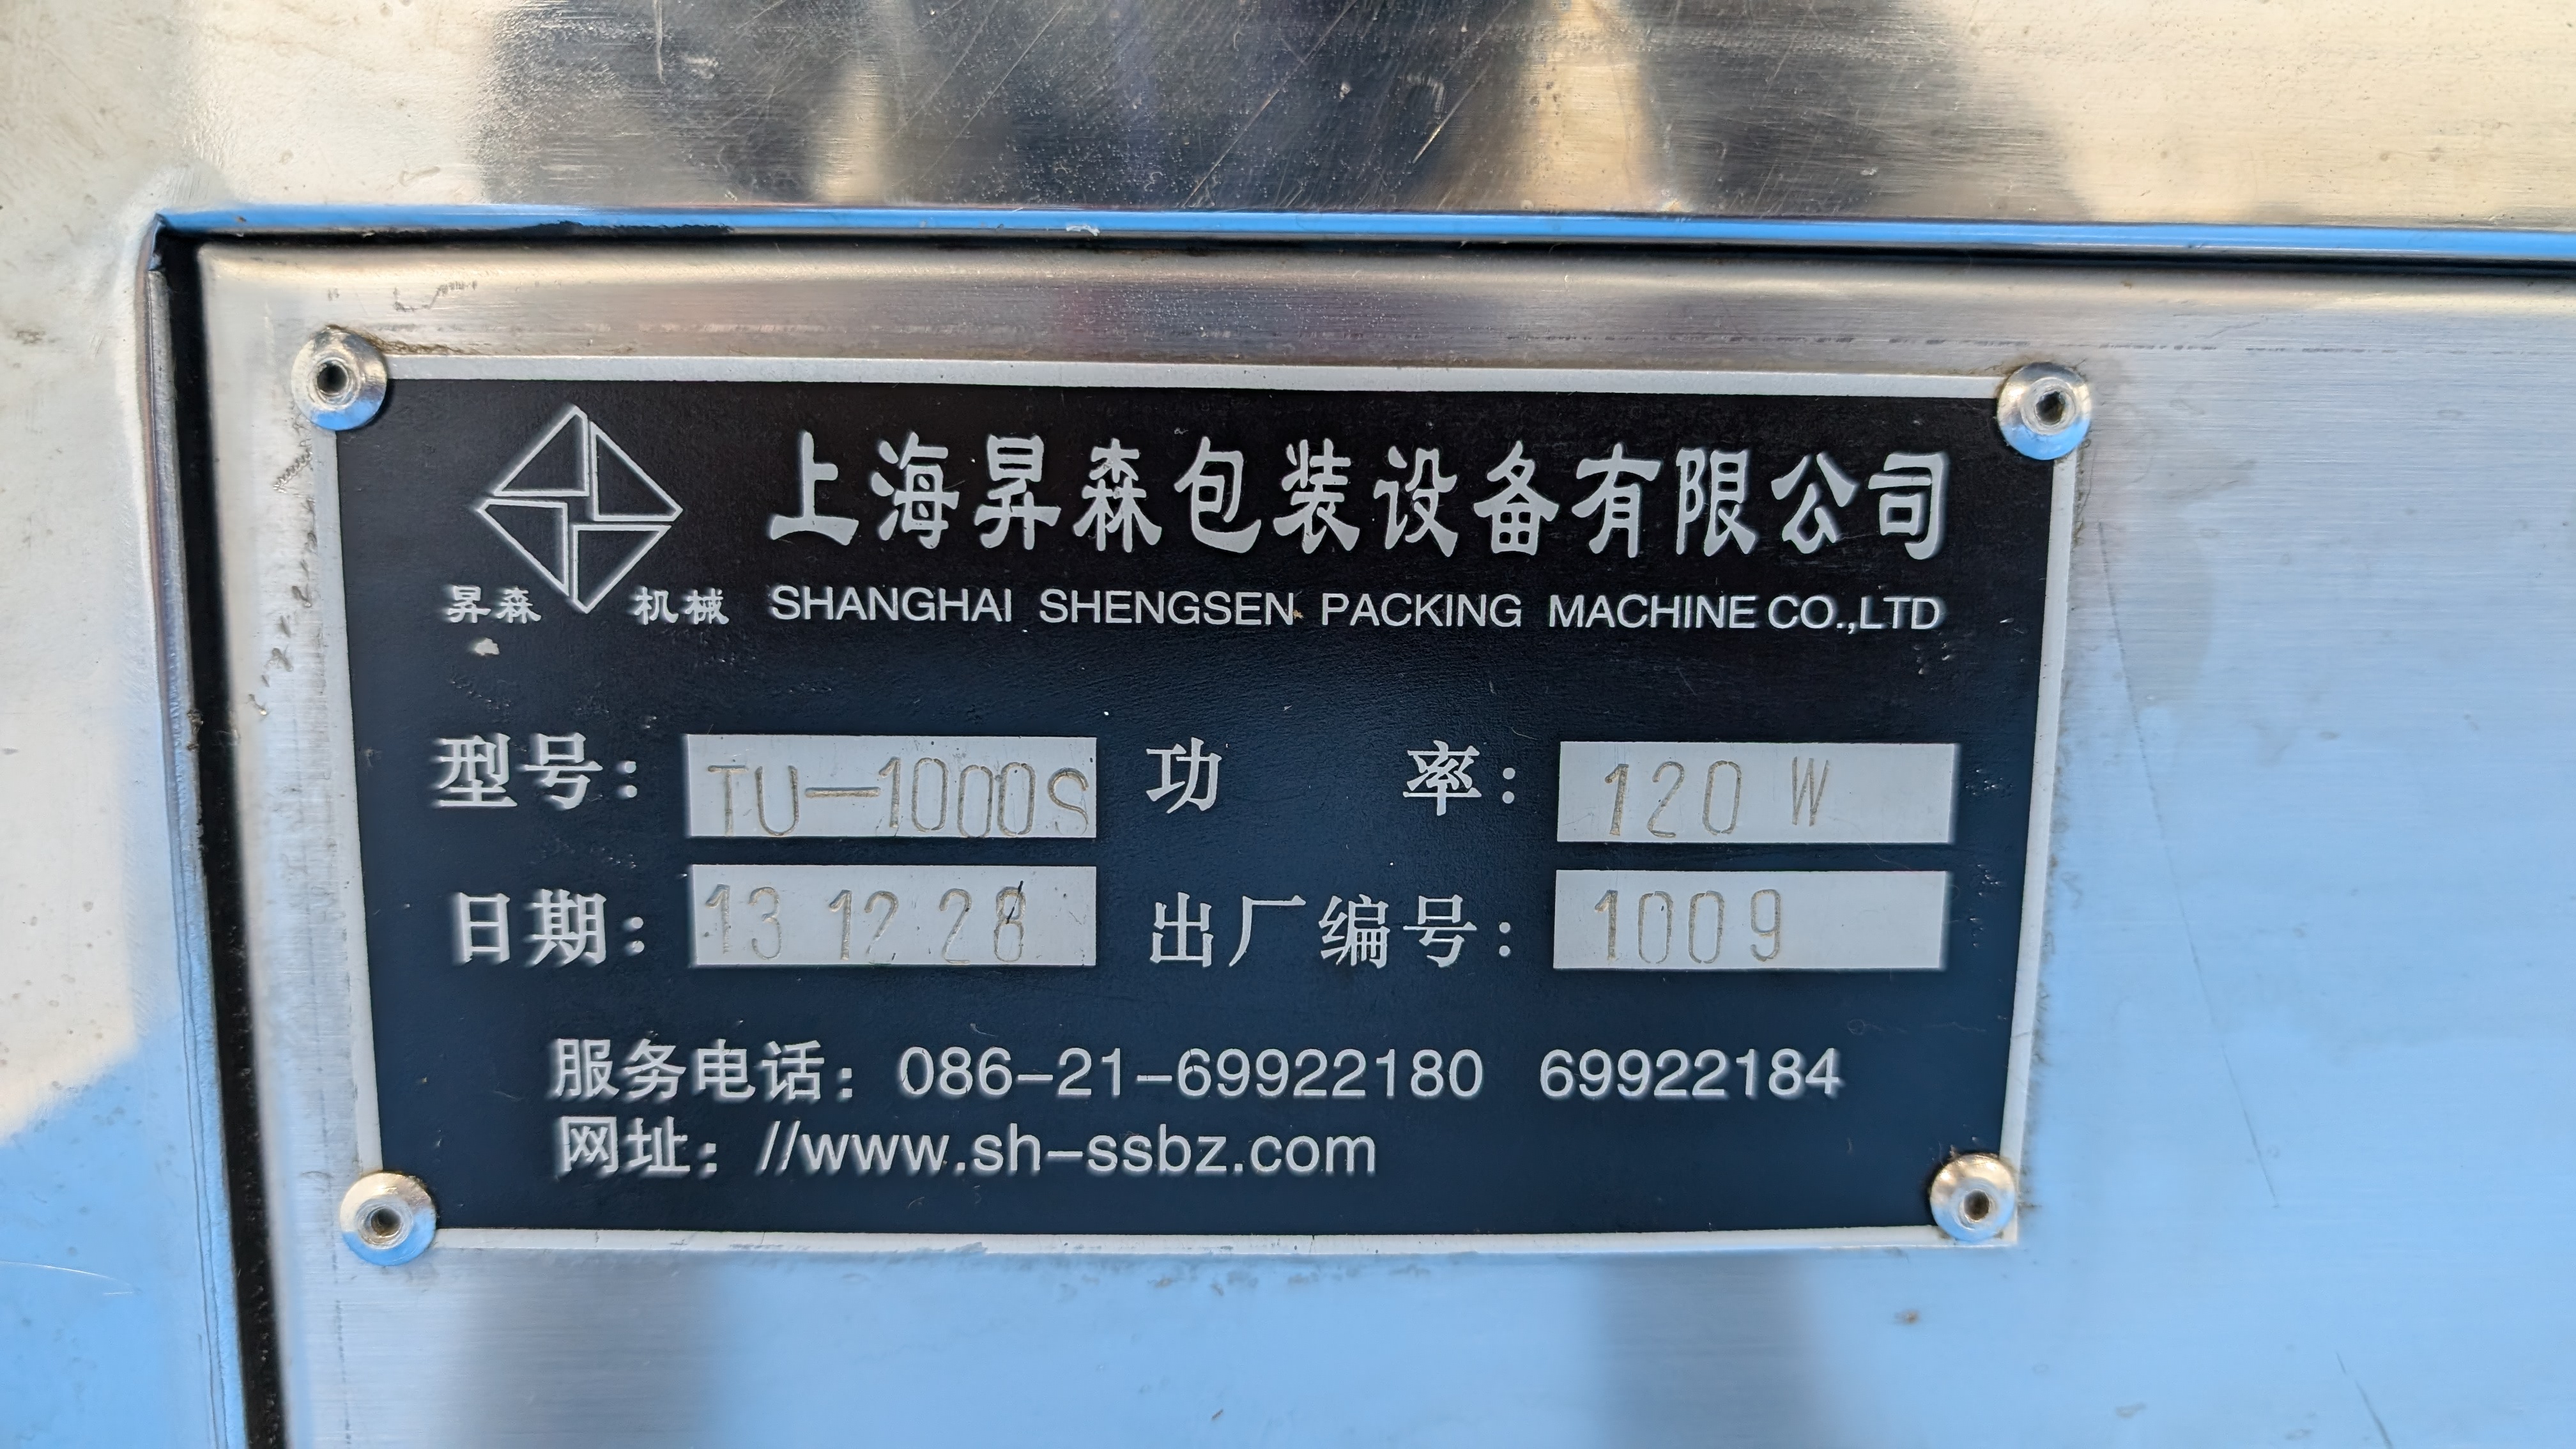 上海昇森包装设备有限公司
昇森 机械 SHANGHAI SHENGSEN PACKING MACHINE CO.,LTD
型号: TU-1000S 功率: 120 W
日期: 13 12 28 出厂编号: 1009
服务电话: 086-21-69922180 69922184
网址: //www.sh-ssbz.com